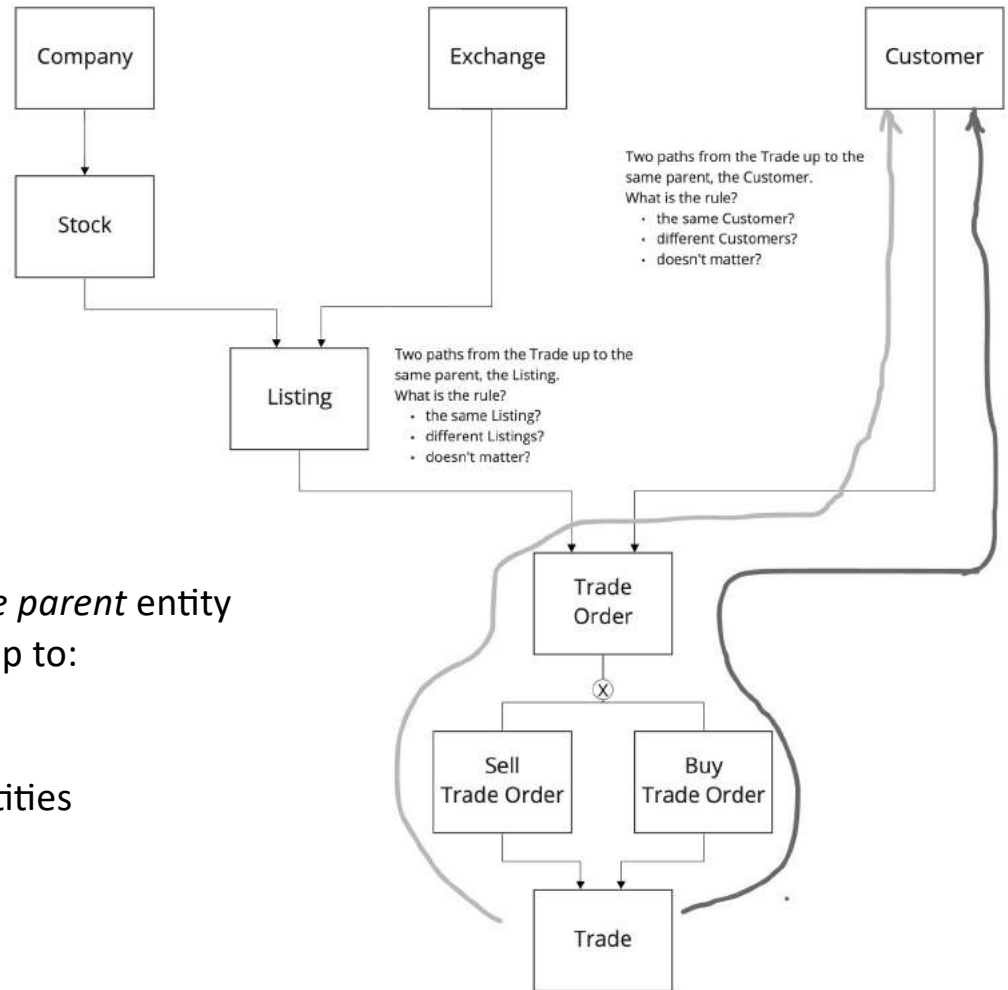 Company
Exchange
Customer
Two paths from the Trade up to the
same parent, the Customer.
What is the rule?
• the same Customer?
• different Customers?
• doesn't matter?
Stock
Listing
Two paths from the Trade up to the
same parent, the Listing.
What is the rule?
• the same Listing?
• different Listings?
• doesn't matter?
parent entity
p to:
Trade
Order
X
Sell
Trade Order
Buy
Trade Order
Trade